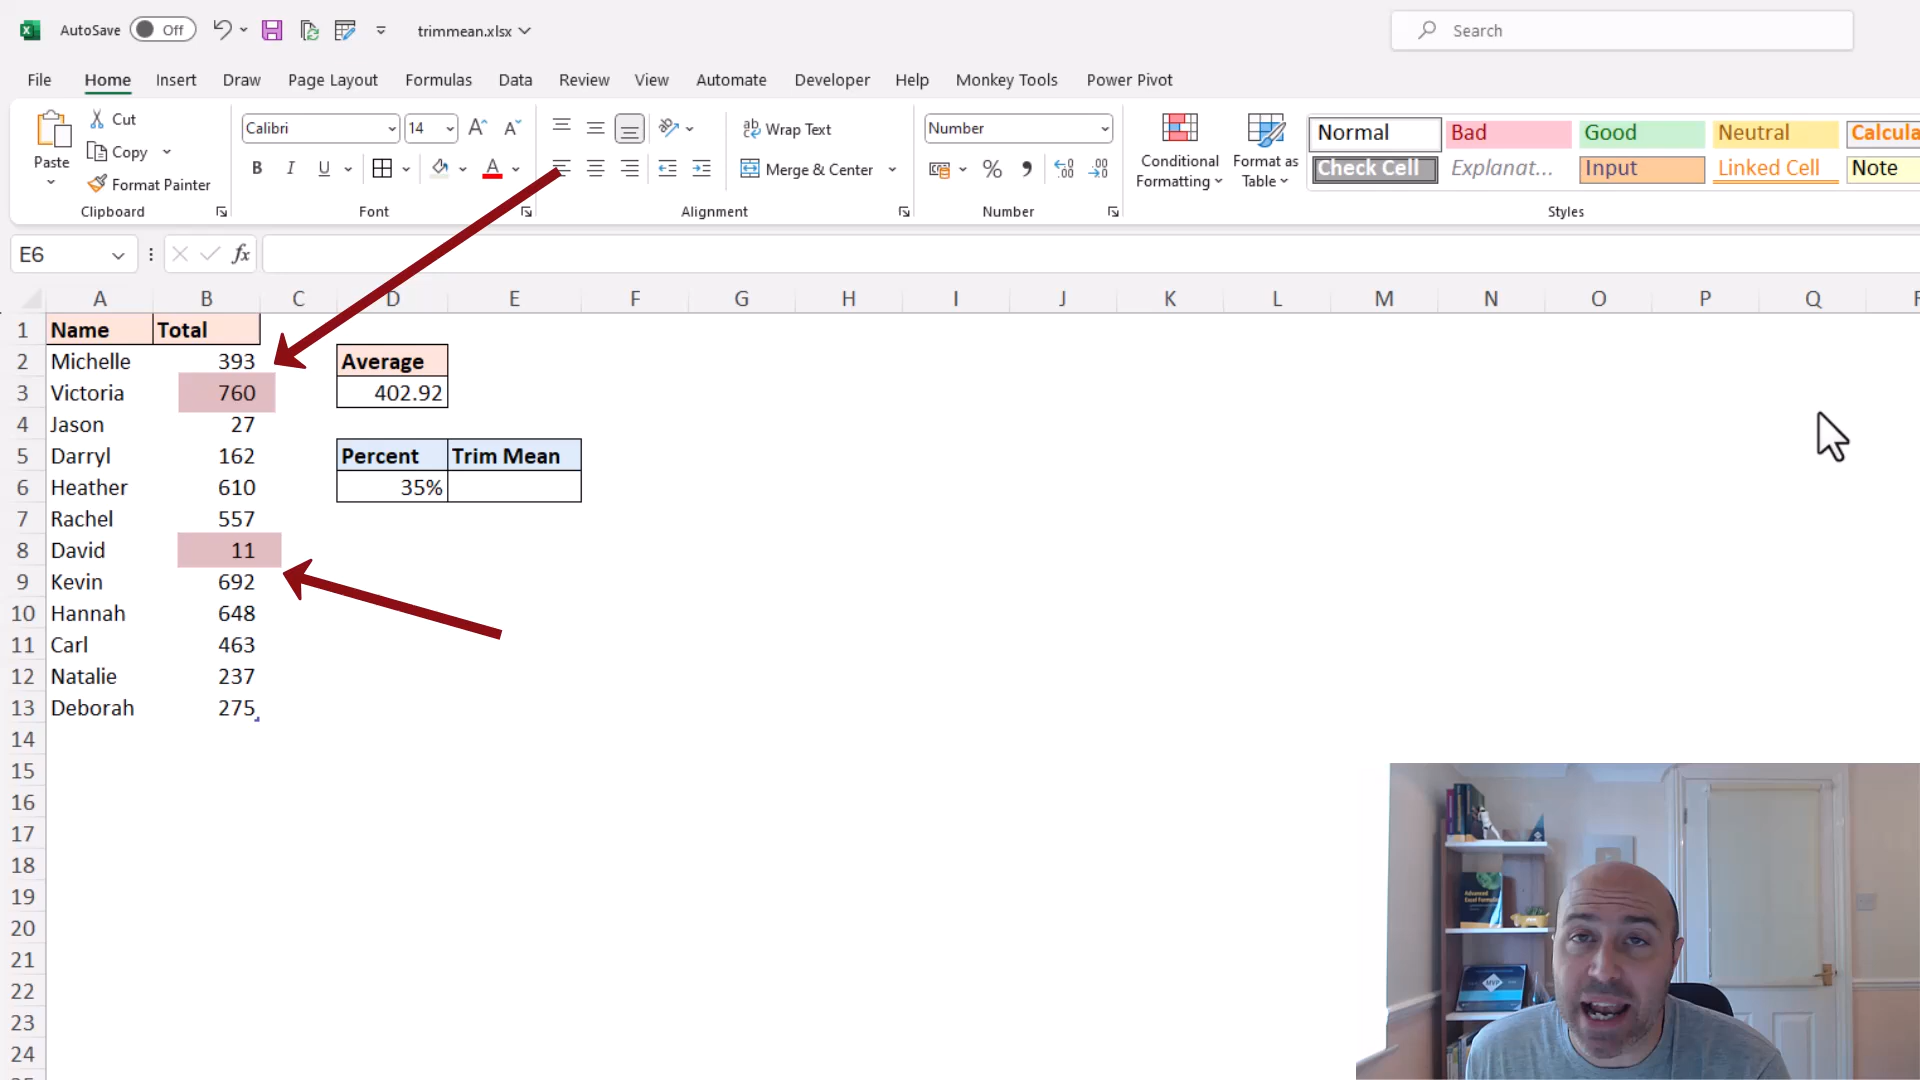 AutoSave Off trimmean.xlsx Search
File Home Insert Draw Page Layout Formulas Data Review View Automate Developer Help Monkey Tools Power Pivot
Paste Cut Copy Format Painter Clipboard
Calibri 14 B I U A Font
ab Wrap Text Merge & Center Alignment
Number % Number
Conditional Formatting Format as Table
Normal Bad Good Neutral Calcula
Check Cell Explanat... Input Linked Cell Note
Styles
E6 fx
A B C D E F G H I J K L M N O P Q
1 Name Total
2 Michelle 393 Average
3 Victoria 760 402.92
4 Jason 27
5 Darryl 162 Percent Trim Mean
6 Heather 610 35%
7 Rachel 557
8 David 11
9 Kevin 692
10 Hannah 648
11 Carl 463
12 Natalie 237
13 Deborah 275
14
15
16
17
18
19
20
21
22
23
24
Advanced
Excel Formulas
MVP